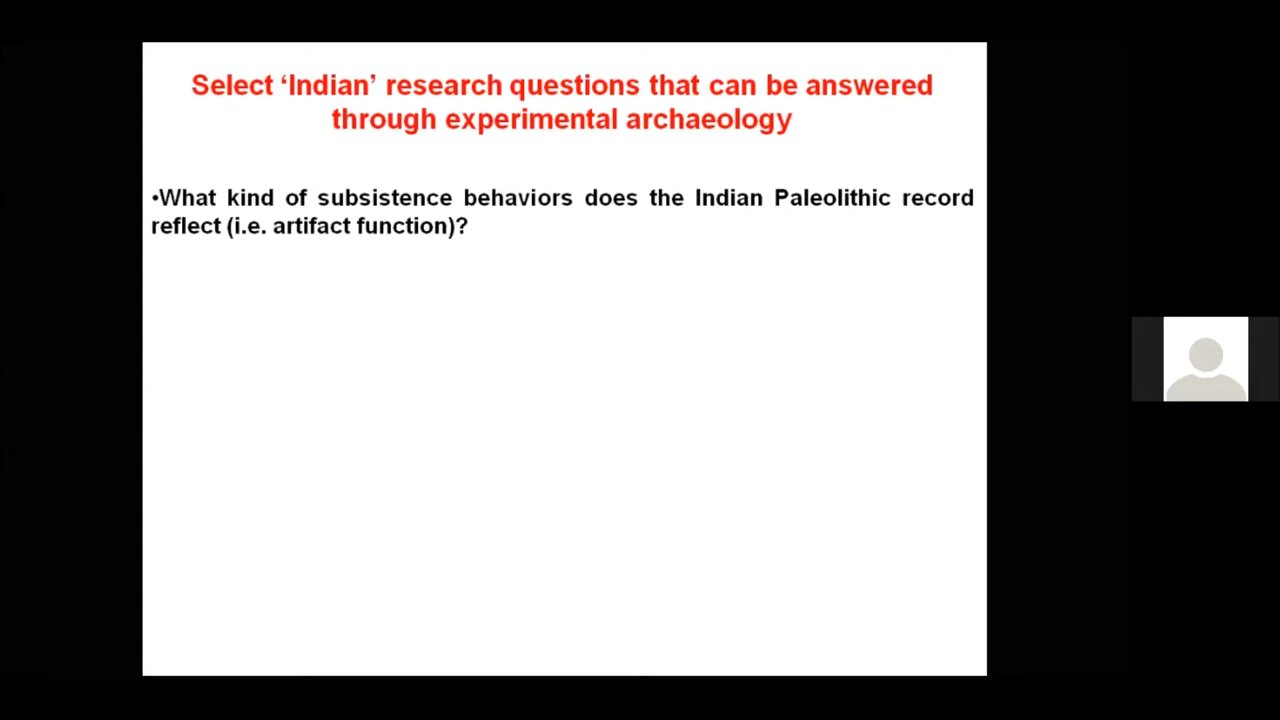 Select ‘Indian’ research questions that can be answered
through experimental archaeology
•What kind of subsistence behaviors does the Indian Paleolithic record
reflect (i.e. artifact function)?